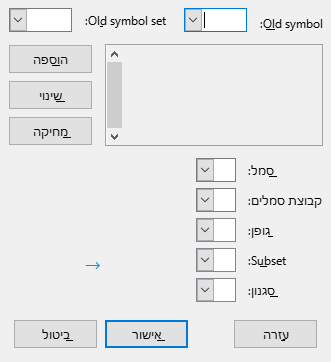 Old symbol:
Old symbol set:
הוספה
שינוי
מחיקה
סמל:
קבוצת סמלים:
גופן:
Subset:
סגנון:
עזרה
אישור
ביטול